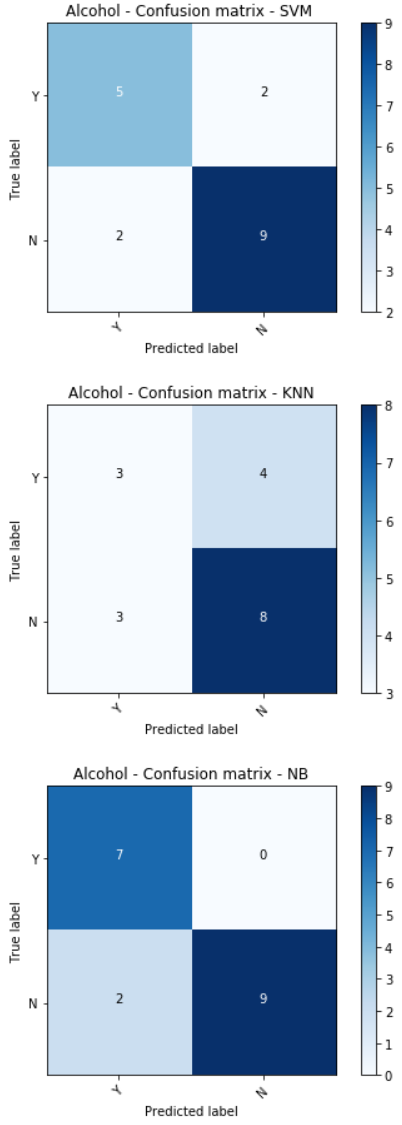 Alcohol - Confusion matrix - SVM
9
8
7
6
5
4
3
2
True label
Y
5 2
N
2 9
Y N
Predicted label
Alcohol - Confusion matrix - KNN
8
7
6
5
4
3
True label
Y
3 4
N
3 8
Y N
Predicted label
Alcohol - Confusion matrix - NB
9
8
7
6
5
4
3
2
1
0
True label
Y
7 0
N
2 9
Y N
Predicted label